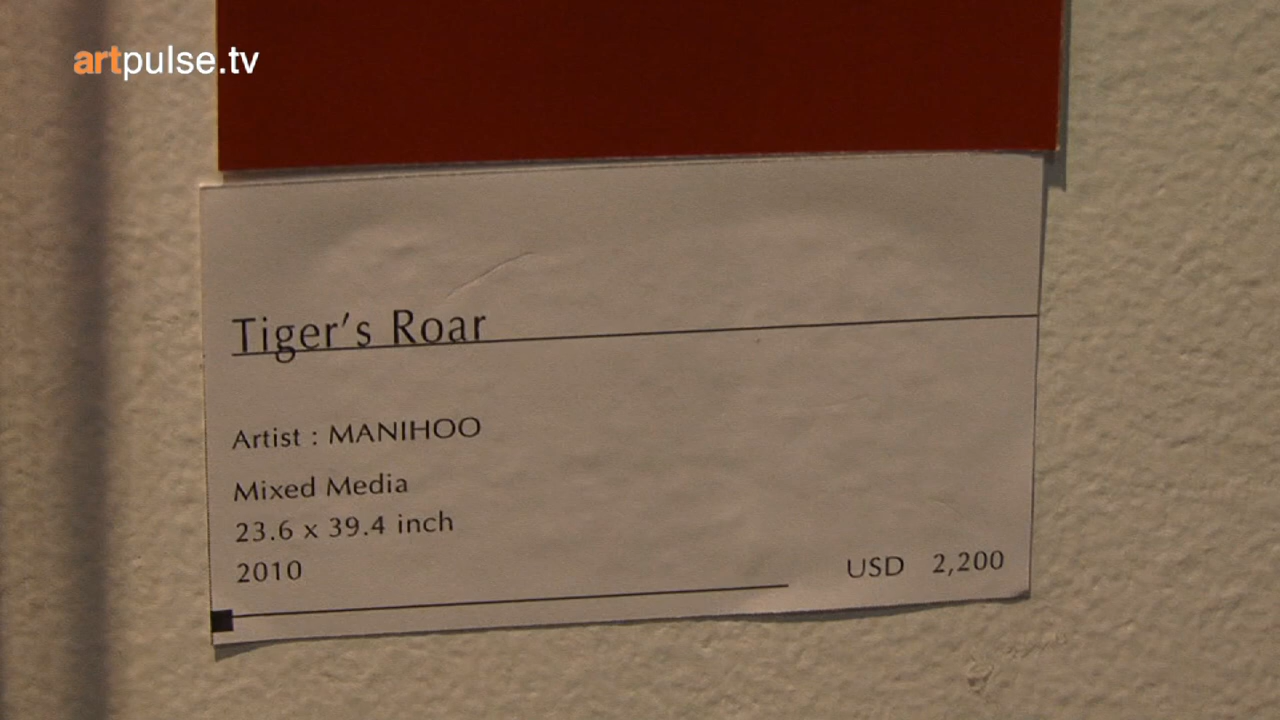 artpulse.tv
Tiger's Roar
Artist : MANIHOO
Mixed Media
23.6 x 39.4 inch
2010
USD 2,200